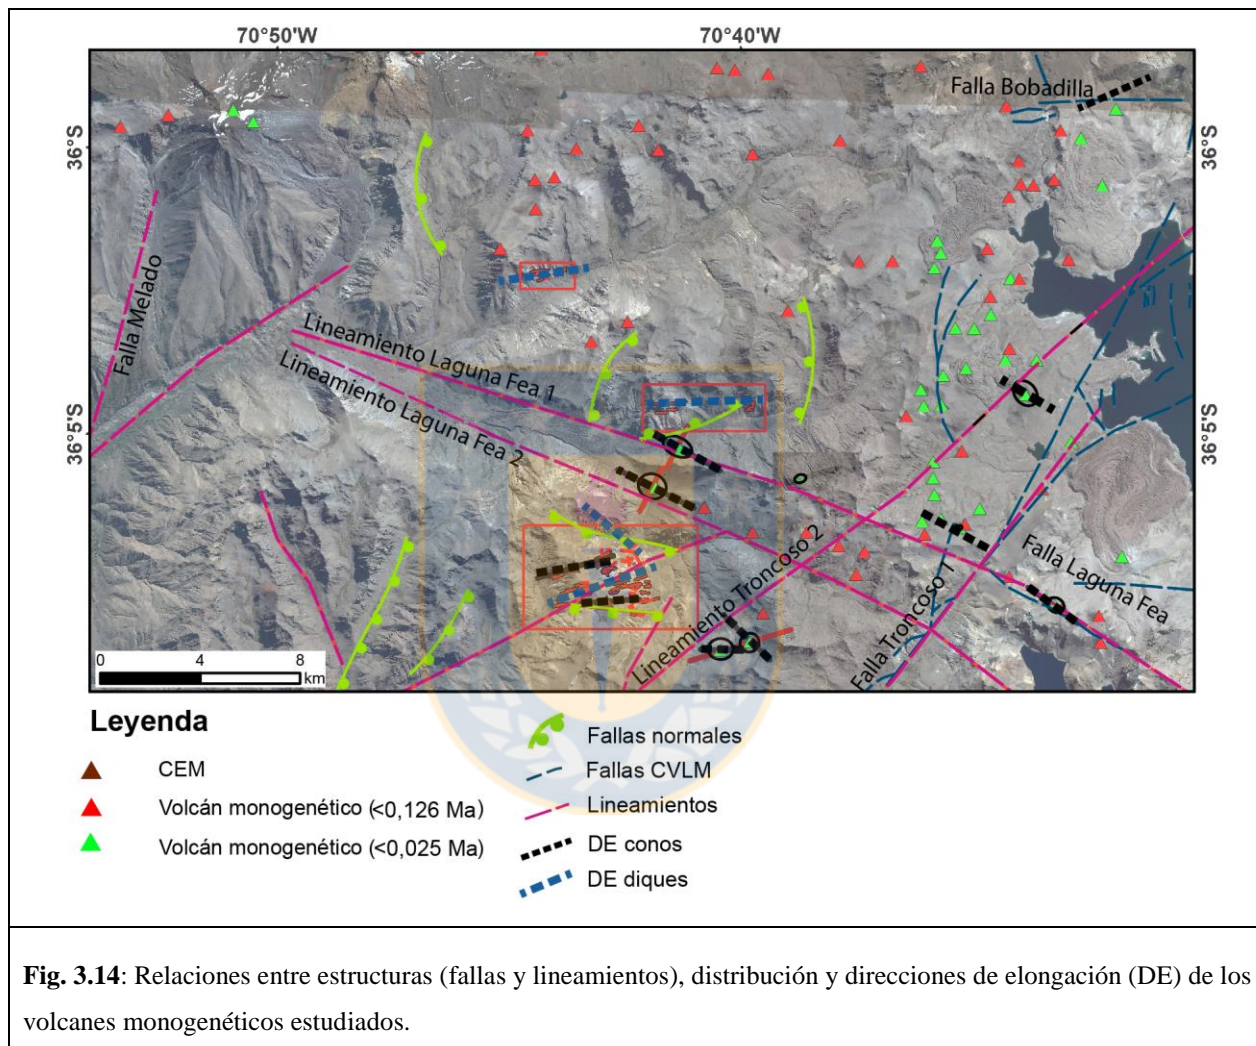 70°50'W
70°40'W
Falla Bobadilla
36°S
36°S
Falla Melado
Lineamiento Laguna Fea 1
Lineamiento Laguna Fea 2
36°5'S
36°5'S
Lineamiento Troncoso 2
Falla Troncoso 1
Falla Laguna Fea
0 4 8
km
Leyenda
CEM
Volcán monogenético (<0,126 Ma)
Volcán monogenético (<0,025 Ma)
Fallas normales
Fallas CVLM
Lineamientos
DE conos
DE diques
Fig. 3.14: Relaciones entre estructuras (fallas y lineamientos), distribución y direcciones de elongación (DE) de los
volcanes monogenéticos estudiados.